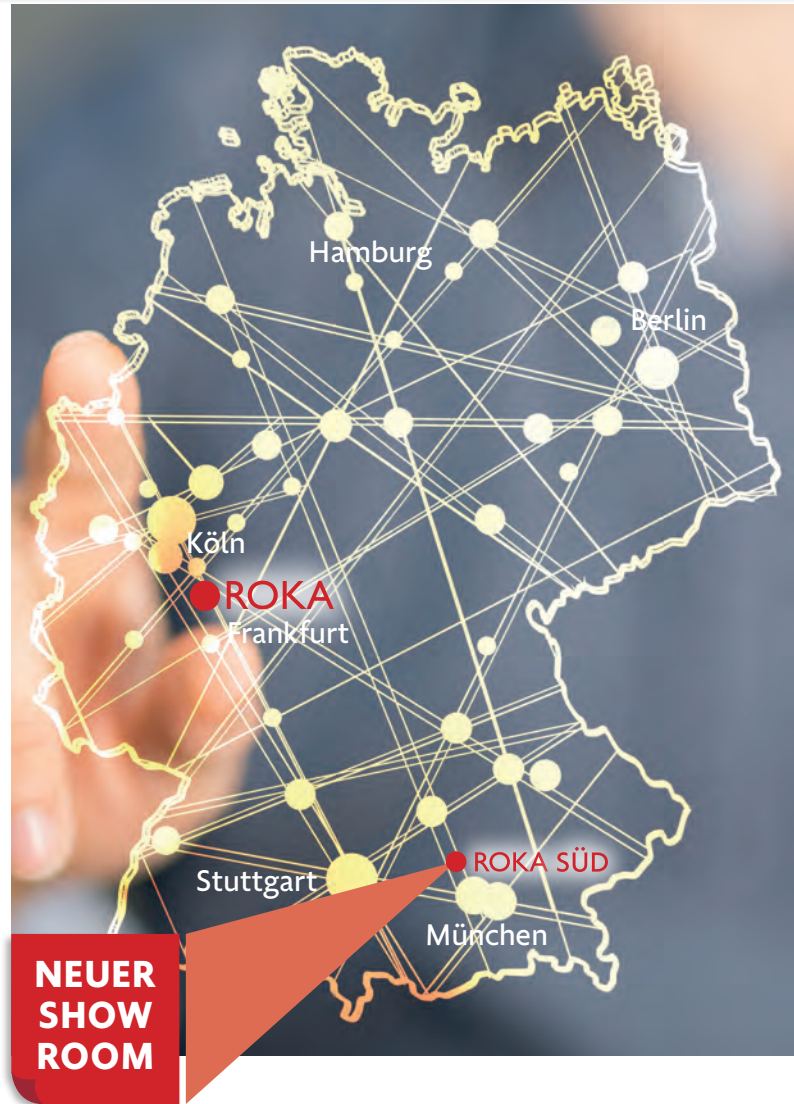 Hamburg
Berlin
Köln
ROKA
Frankfurt
ROKA SÜD
Stuttgart
München
NEUER
SHOW
ROOM